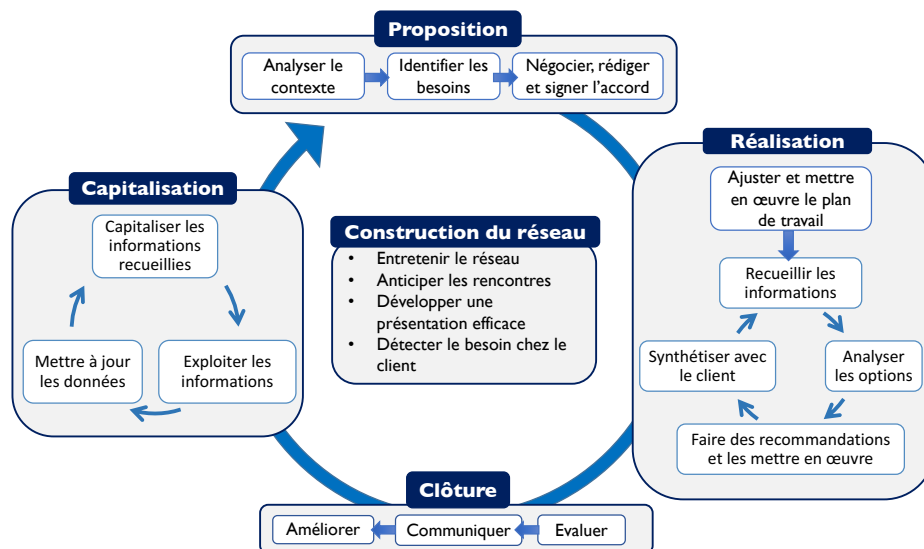 Proposition
Analyser le
contexte
Identifier les
besoins
Négocier, rédiger
et signer l’accord
Réalisation
Ajuster et mettre
en œuvre le plan
de travail
Recueillir les
informations
Analyser
les options
Faire des recommandations
et les mettre en œuvre
Synthétiser avec
le client
Clôture
Evaluer
Communiquer
Améliorer
Capitalisation
Capitaliser les
informations
recueillies
Exploiter les
informations
Mettre à jour
les données
Construction du réseau
• Entretenir le réseau
• Anticiper les rencontres
• Développer une
présentation efficace
• Détecter le besoin chez le
client